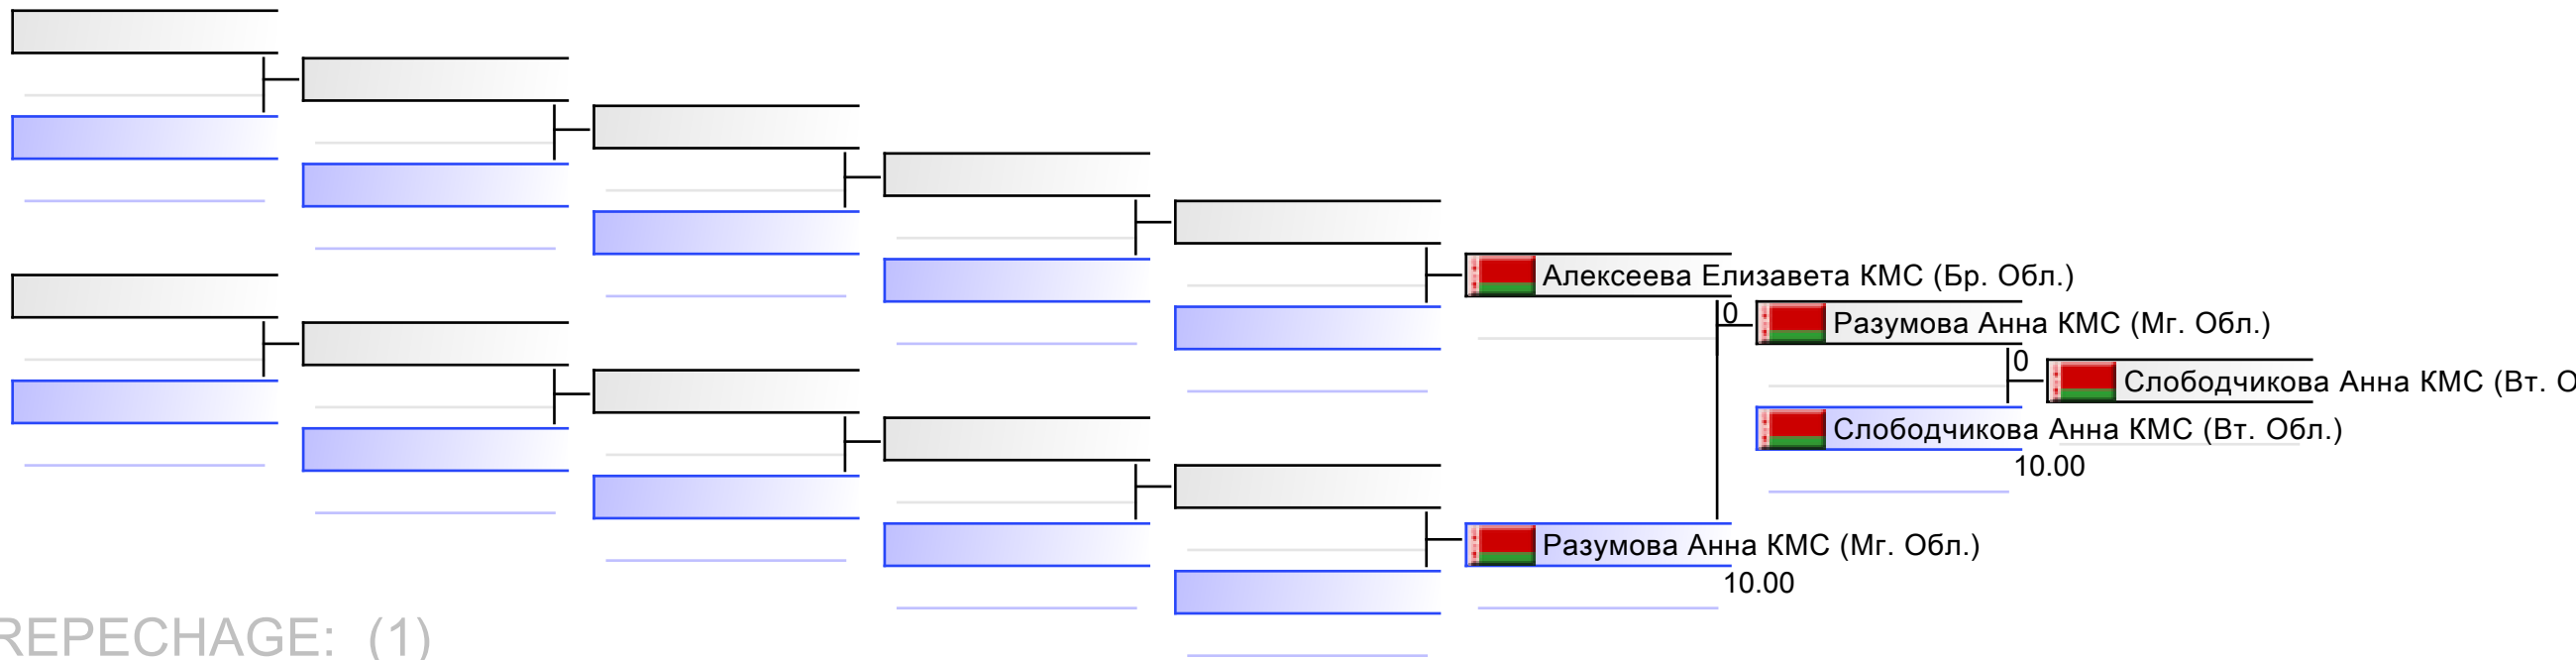 Алексеева Елизавета КМС (Бр. Обл.)
0
Разумова Анна КМС (Мг. Обл.)
0
Слободчикова Анна КМС (Вт. О
Слободчикова Анна КМС (Вт. Обл.)
10.00
Разумова Анна КМС (Мг. Обл.)
10.00
REPECHAGE: (1)